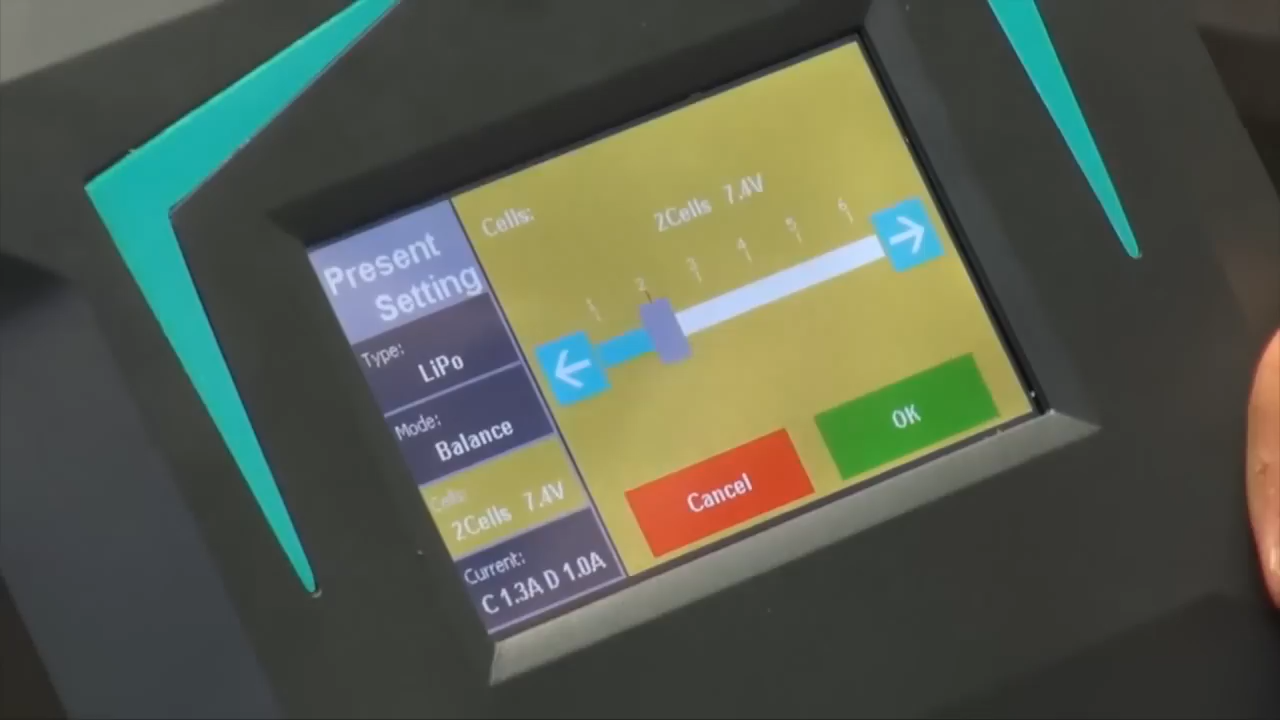 Present
Setting
Type:
LiPo
Mode:
Balance
Cells:
2Cells 7.4V
Current:
C 1.3A D 1.0A
Cells:
2Cells 7.4V
1 2 3 4 5 6
Cancel
OK